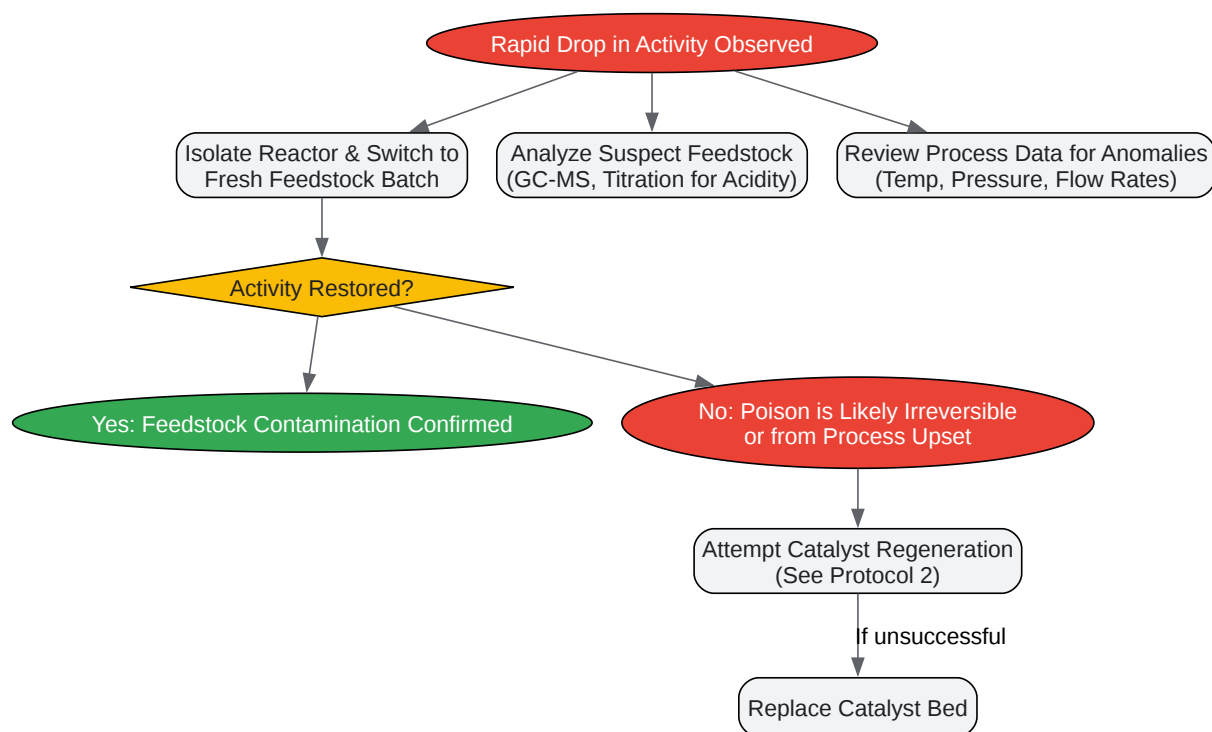 Rapid Drop in Activity Observed
Isolate Reactor & Switch to
Fresh Feedstock Batch
Analyze Suspect Feedstock
(GC-MS, Titration for Acidity)
Review Process Data for Anomalies
(Temp, Pressure, Flow Rates)
Activity Restored?
Yes: Feedstock Contamination Confirmed
No: Poison is Likely Irreversible
or from Process Upset
Attempt Catalyst Regeneration
(See Protocol 2)
If unsuccessful
Replace Catalyst Bed